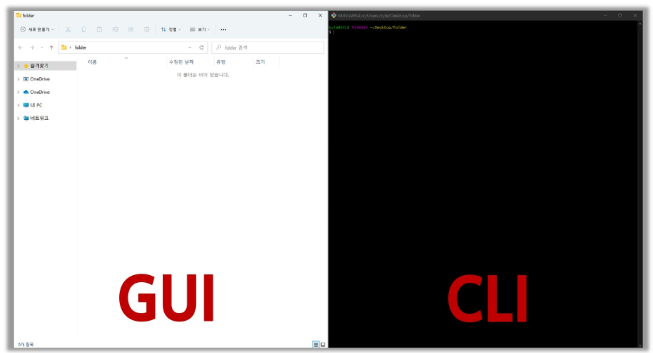 folder
새로 만들기
정렬
보기
folder
folder 검색
이름
수정한 날짜
유형
크기
이 폴더는 비어 있습니다.
즐겨찾기
OneDrive
OneDrive
내 PC
네트워크
0개 항목
~/Desktop/folder
$
GUI
CLI